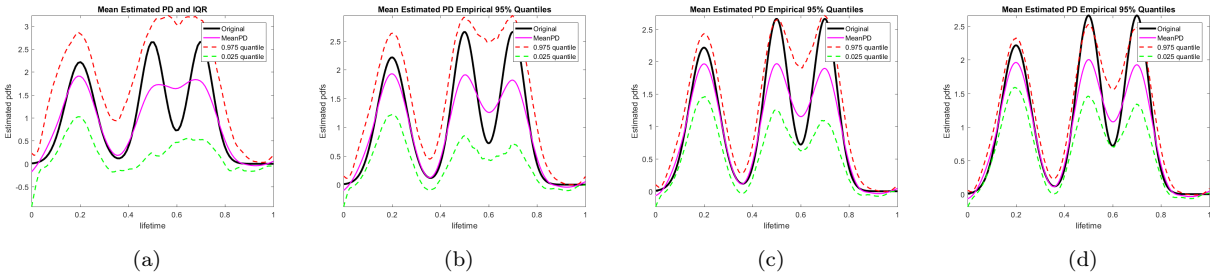 Mean Estimated PD and IQR
Estimated pdfs
3
2.5
2
1.5
1
0.5
0
-0.5
0
0.2
0.4
0.6
0.8
1
lifetime
Original
MeanPD
0.975 quantile
0.025 quantile
(a)
Mean Estimated PD Empirical 95% Quantiles
Estimated pdfs
2.5
2
1.5
1
0.5
0
0
0.2
0.4
0.6
0.8
1
lifetime
Original
MeanPD
0.975 quantile
0.025 quantile
(b)
Mean Estimated PD Empirical 95% Quantiles
Estimated pdfs
2.5
2
1.5
1
0.5
0
0
0.2
0.4
0.6
0.8
1
lifetime
Original
MeanPD
0.975 quantile
0.025 quantile
(c)
Mean Estimated PD Empirical 95% Quantiles
Estimated pdfs
2.5
2
1.5
1
0.5
0
0
0.2
0.4
0.6
0.8
1
lifetime
Original
MeanPD
0.975 quantile
0.025 quantile
(d)